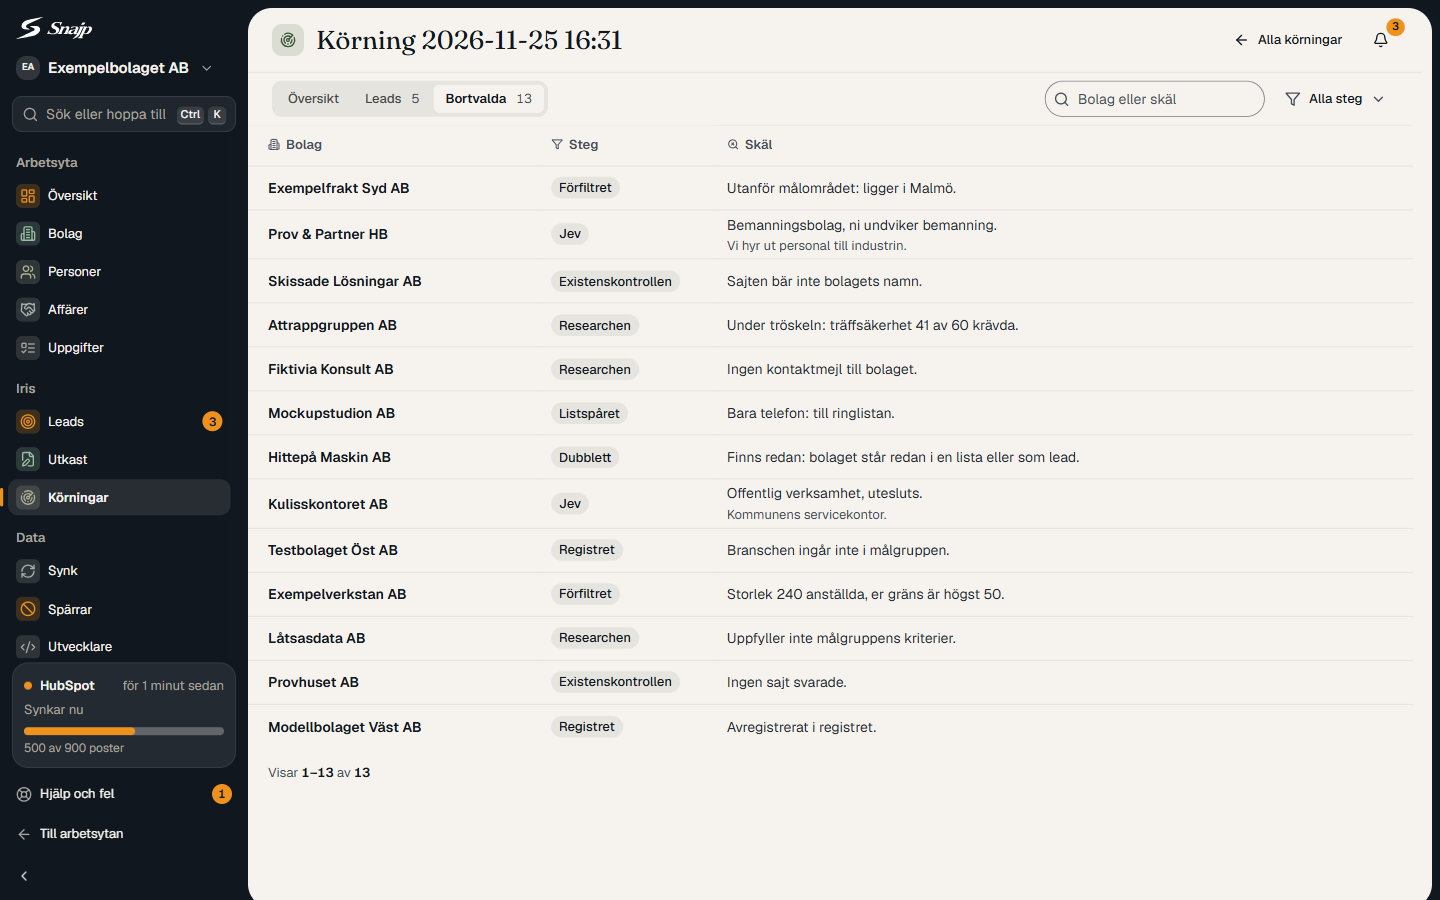 Snajp
EA Exempelbolaget AB
Sök eller hoppa till Ctrl K
Arbetsyta
Översikt
Bolag
Personer
Affärer
Uppgifter
Iris
Leads 3
Utkast
Körningar
Data
Synk
Spärrar
Utvecklare
HubSpot för 1 minut sedan
Synkar nu
500 av 900 poster
Hjälp och fel 1
Till arbetsytan
Körning 2026-11-25 16:31
Alla körningar 3
Översikt Leads 5 Bortvalda 13
Bolag eller skäl Alla steg
Bolag Steg Skäl
Exempelfrakt Syd AB Förfiltret Utanför målområdet: ligger i Malmö.
Prov & Partner HB Jev Bemanningsbolag, ni undviker bemanning.
Vi hyr ut personal till industrin.
Skissade Lösningar AB Existenskontrollen Sajten bär inte bolagets namn.
Attrappgruppen AB Researchen Under tröskeln: träffsäkerhet 41 av 60 krävda.
Fiktivia Konsult AB Researchen Ingen kontaktmejl till bolaget.
Mockupstudion AB Listspåret Bara telefon: till ringlistan.
Hittepå Maskin AB Dubblett Finns redan: bolaget står redan i en lista eller som lead.
Kulisskontoret AB Jev Offentlig verksamhet, utesluts.
Kommunens servicekontor.
Testbolaget Öst AB Registret Branschen ingår inte i målgruppen.
Exempelverkstan AB Förfiltret Storlek 240 anställda, er gräns är högst 50.
Låtsasdata AB Researchen Uppfyller inte målgruppens kriterier.
Provhuset AB Existenskontrollen Ingen sajt svarade.
Modellbolaget Väst AB Registret Avregistrerat i registret.
Visar 1–13 av 13